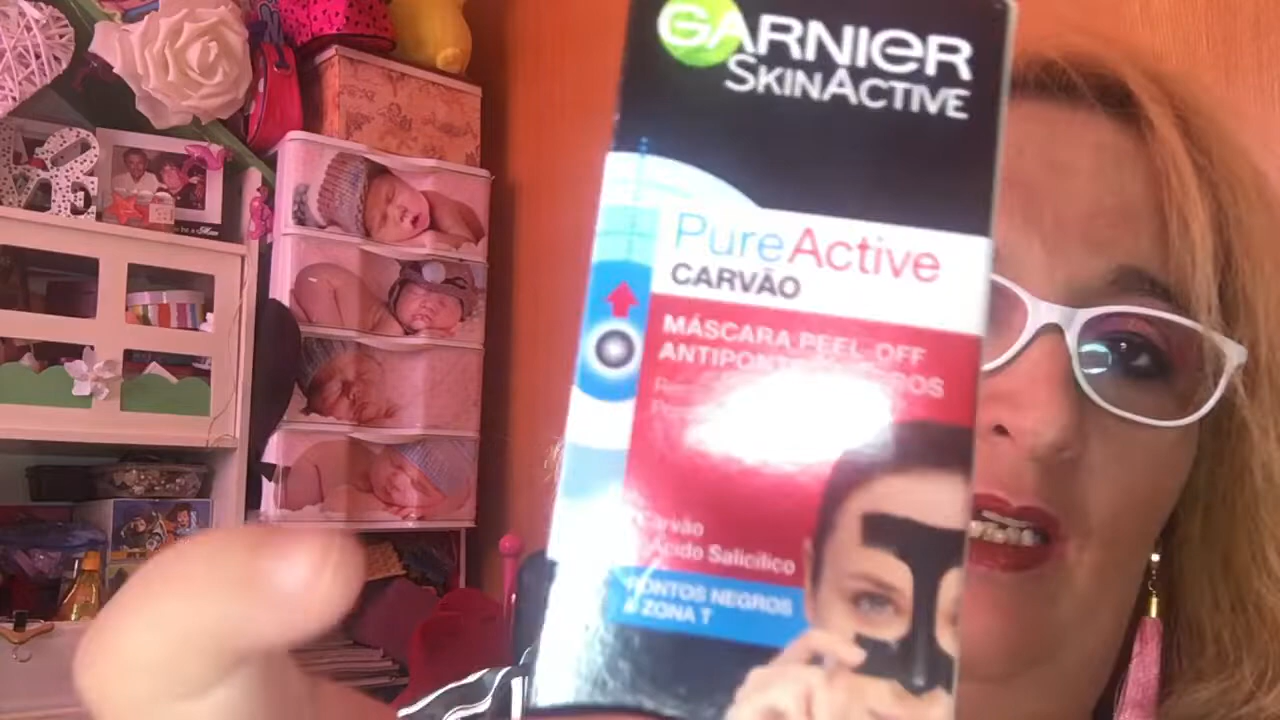 GARNIER
SKINACTIVE
PureActive
CARVÃO
MÁSCARA PEEL-OFF
Carvão
Ácido Salicílico
PONTOS NEGROS
& ZONA T